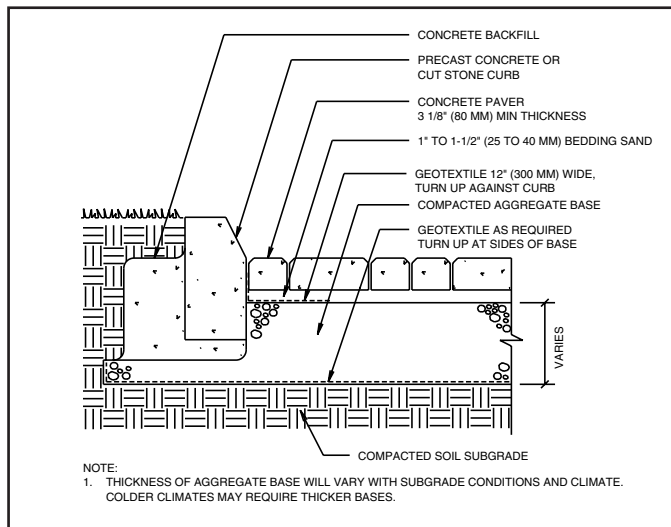 CONCRETE BACKFILL
PRECAST CONCRETE OR
CUT STONE CURB
CONCRETE PAVER
3 1/8" (80 MM) MIN THICKNESS
1" TO 1-1/2" (25 TO 40 MM) BEDDING SAND
GEOTEXTILE 12" (300 MM) WIDE,
TURN UP AGAINST CURB
COMPACTED AGGREGATE BASE
GEOTEXTILE AS REQUIRED
TURN UP AT SIDES OF BASE
VARIES
COMPACTED SOIL SUBGRADE
NOTE:
1. THICKNESS OF AGGREGATE BASE WILL VARY WITH SUBGRADE CONDITIONS AND CLIMATE.
COLDER CLIMATES MAY REQUIRE THICKER BASES.